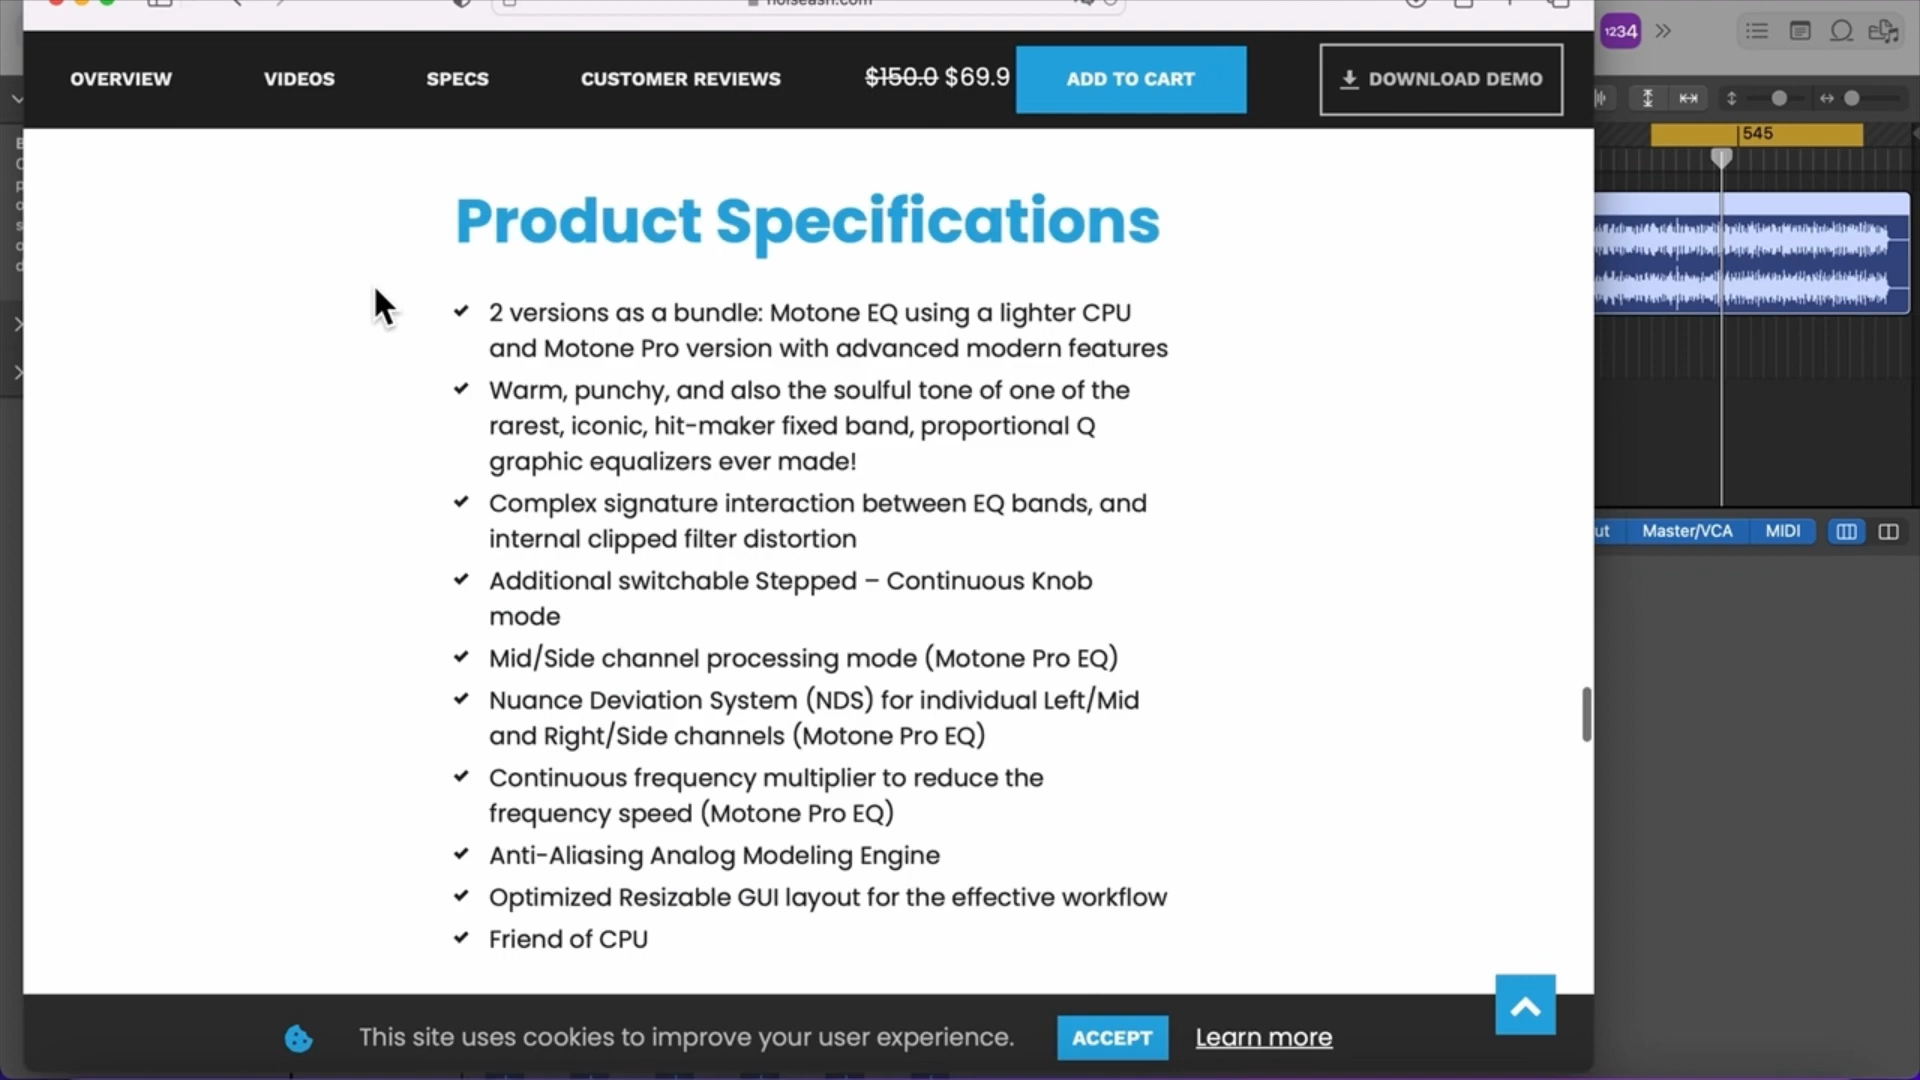 1234
OVERVIEW VIDEOS SPECS CUSTOMER REVIEWS $150.0 $69.9 ADD TO CART DOWNLOAD DEMO
545
Product Specifications
2 versions as a bundle: Motone EQ using a lighter CPU
and Motone Pro version with advanced modern features
Warm, punchy, and also the soulful tone of one of the
rarest, iconic, hit-maker fixed band, proportional Q
graphic equalizers ever made!
Complex signature interaction between EQ bands, and
internal clipped filter distortion
Master/VCA MIDI
Additional switchable Stepped – Continuous Knob
mode
Mid/Side channel processing mode (Motone Pro EQ)
Nuance Deviation System (NDS) for individual Left/Mid
and Right/Side channels (Motone Pro EQ)
Continuous frequency multiplier to reduce the
frequency speed (Motone Pro EQ)
Anti-Aliasing Analog Modeling Engine
Optimized Resizable GUI layout for the effective workflow
Friend of CPU
This site uses cookies to improve your user experience. ACCEPT Learn more